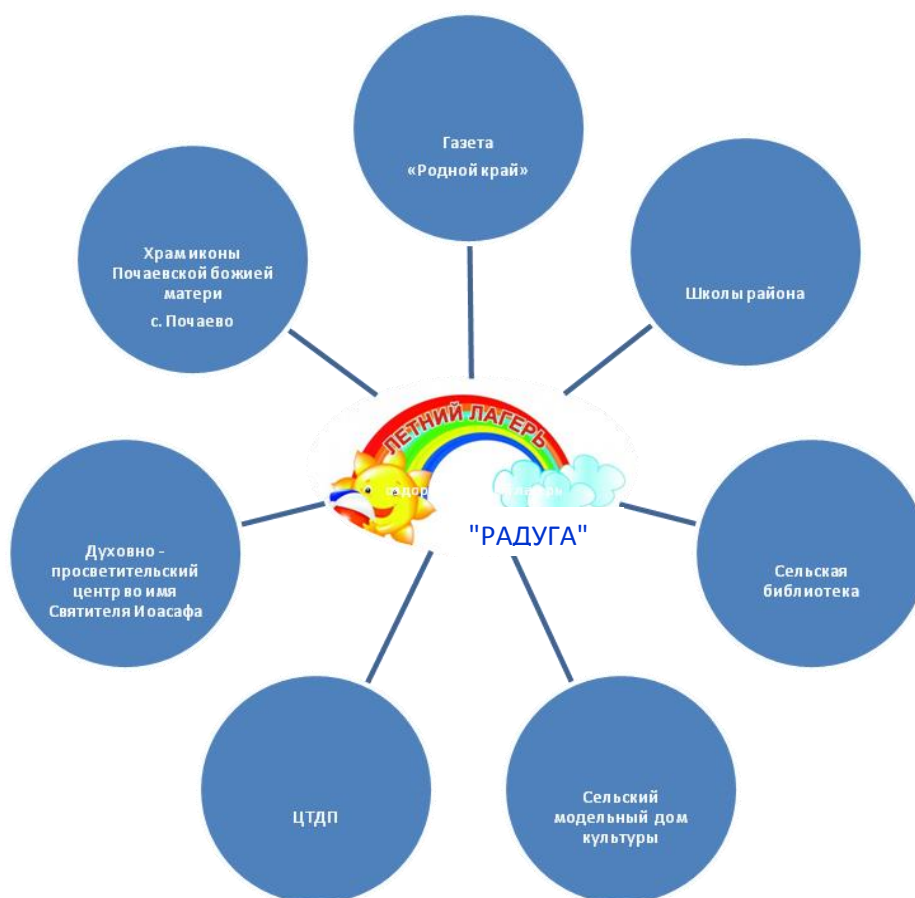 Газета
«Родной край»
Храм иконы
Почаевской божией
матери
с. Почаево
Школы района
ЛЕТНИЙ ЛАГЕРЬ
"РАДУГА"
Духовно -
просветительский
центр во имя
Святителя Иоасафа
Сельская
библиотека
ЦТДП
Сельский
модельный дом
культуры